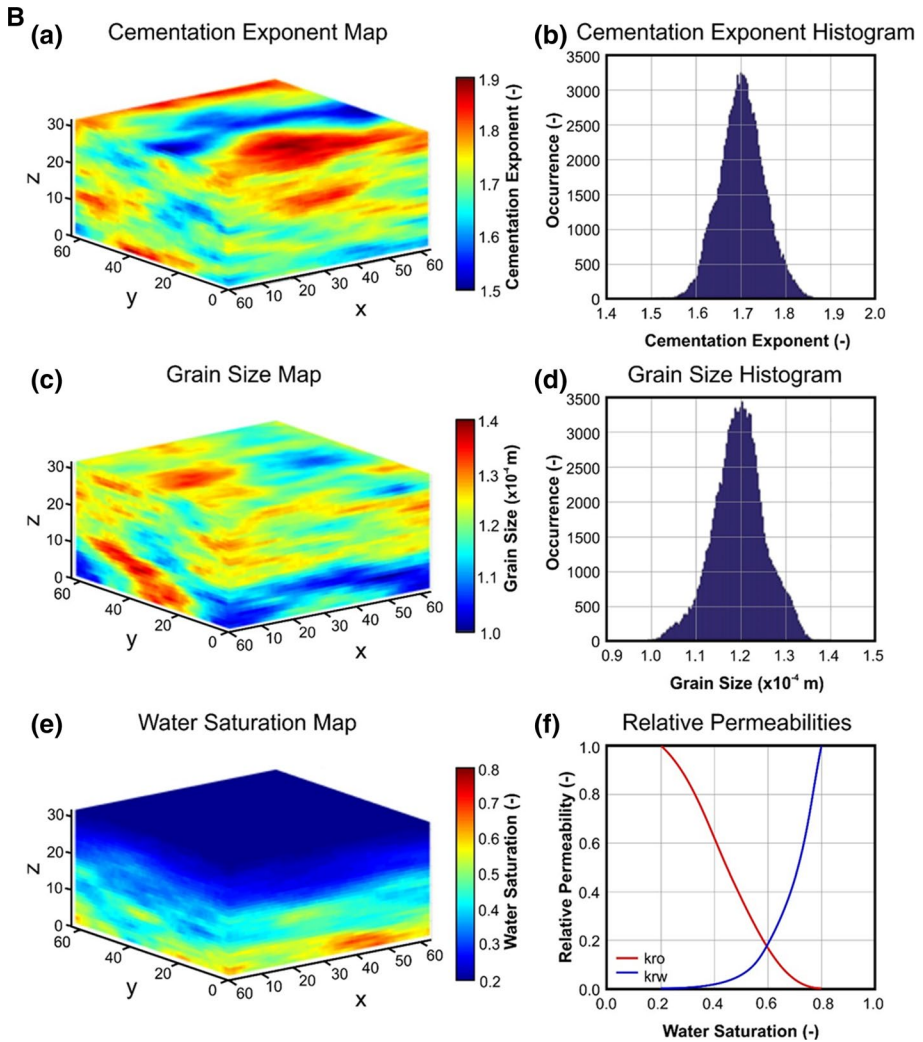 B
(a) Cementation Exponent Map
30
20
10
0
z
60
40
20
0
y
60 10 20 30 40 50 60
x
1.9
1.8
1.7
1.6
1.5
Cementation Exponent (-)
(b) Cementation Exponent Histogram
3500
3000
2500
2000
1500
1000
500
0
Occurrence (-)
1.4 1.5 1.6 1.7 1.8 1.9 2.0
Cementation Exponent (-)
(c) Grain Size Map
30
20
10
0
z
60
40
20
0
y
60 10 20 30 40 50 60
x
1.4
1.3
1.2
1.1
1.0
Grain Size (x10⁻⁴ m)
(d) Grain Size Histogram
3500
3000
2500
2000
1500
1000
500
0
Occurrence (-)
0.9 1.0 1.1 1.2 1.3 1.4 1.5
Grain Size (x10⁻⁴ m)
(e) Water Saturation Map
30
20
10
0
z
60
40
20
0
y
60 10 20 30 40 50 60
x
0.8
0.7
0.6
0.5
0.4
0.3
0.2
Water Saturation (-)
(f) Relative Permeabilities
1.0
0.8
0.6
0.4
0.2
0.0
Relative Permeability (-)
kro
krw
0.0 0.2 0.4 0.6 0.8 1.0
Water Saturation (-)